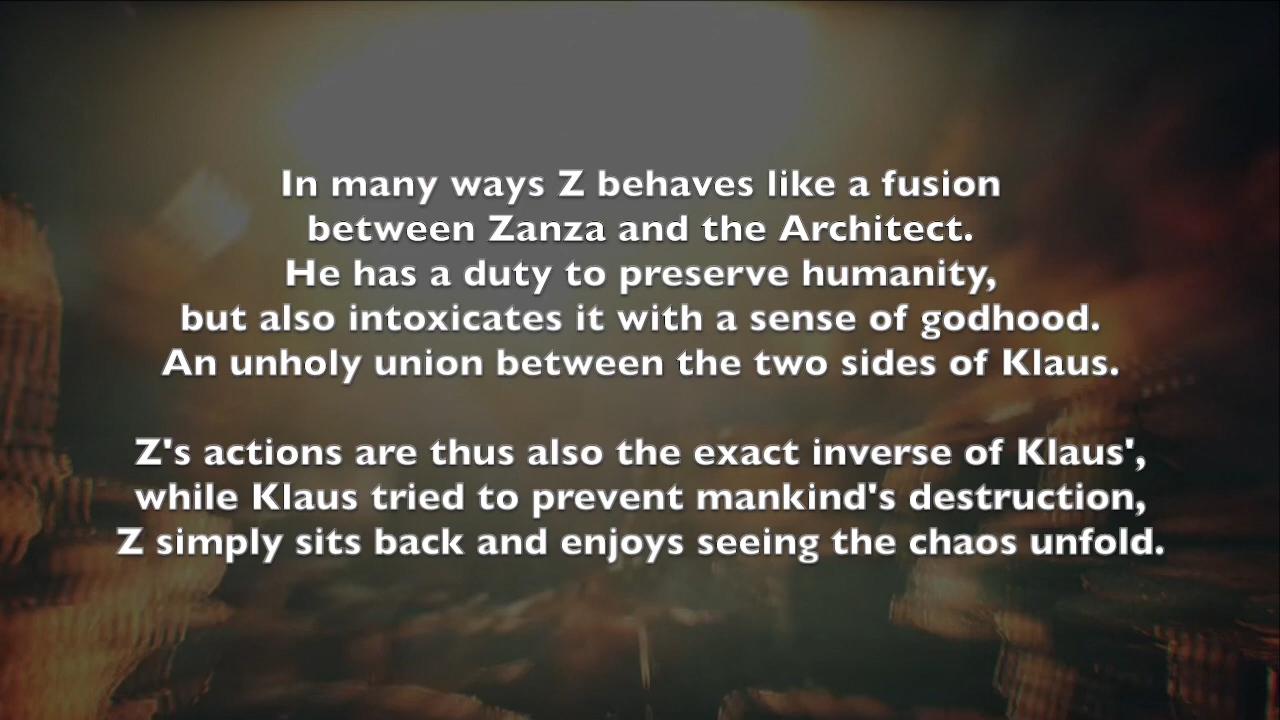 In many ways Z behaves like a fusion
between Zanza and the Architect.
He has a duty to preserve humanity,
but also intoxicates it with a sense of godhood.
An unholy union between the two sides of Klaus.
Z's actions are thus also the exact inverse of Klaus',
while Klaus tried to prevent mankind's destruction,
Z simply sits back and enjoys seeing the chaos unfold.